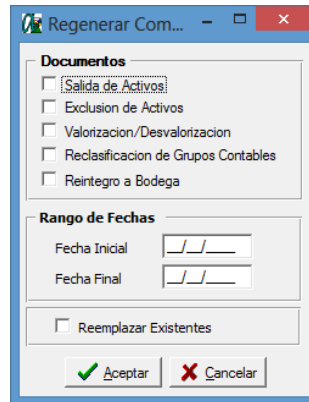 Regenerar Com...
Documentos
Salida de Activos
Exclusion de Activos
Valorizacion/Desvalorizacion
Reclasificacion de Grupos Contables
Reintegro a Bodega
Rango de Fechas
Fecha Inicial __/__/____
Fecha Final __/__/____
Reemplazar Existentes
Aceptar Cancelar